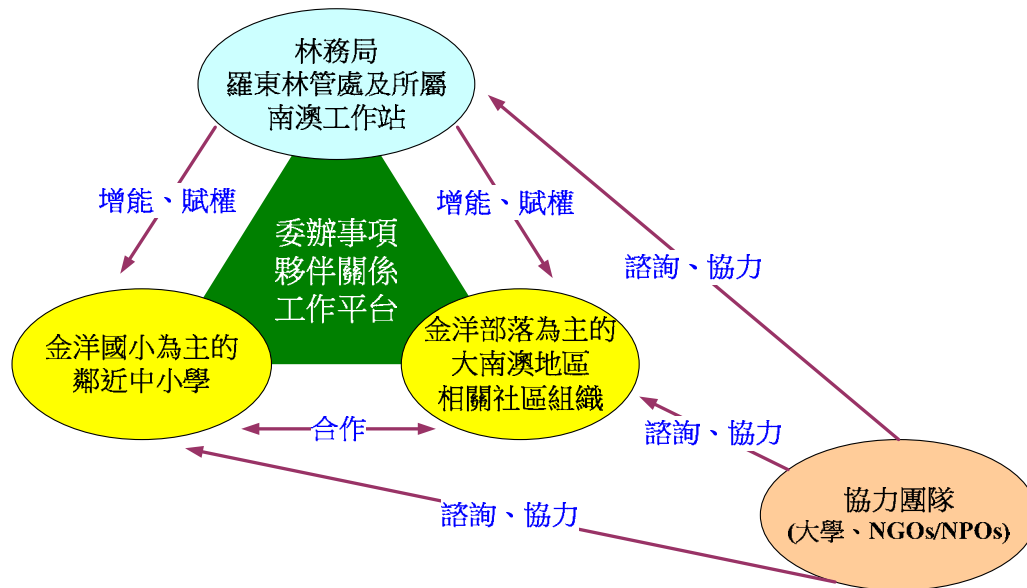 林務局
羅東林管處及所屬
南澳工作站
增能、賦權
增能、賦權
委辦事項
夥伴關係
工作平台
諮詢、協力
金洋國小為主的
鄰近中小學
金洋部落為主的
大南澳地區
相關社區組織
合作
諮詢、協力
諮詢、協力
協力團隊
(大學、NGOs/NPOs)